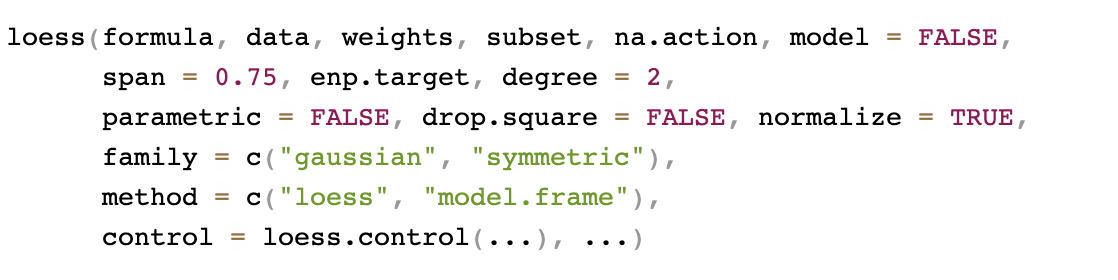 loess(formula, data, weights, subset, na.action, model = FALSE,
      span = 0.75, enp.target, degree = 2,
      parametric = FALSE, drop.square = FALSE, normalize = TRUE,
      family = c("gaussian", "symmetric"),
      method = c("loess", "model.frame"),
      control = loess.control(...), ...)